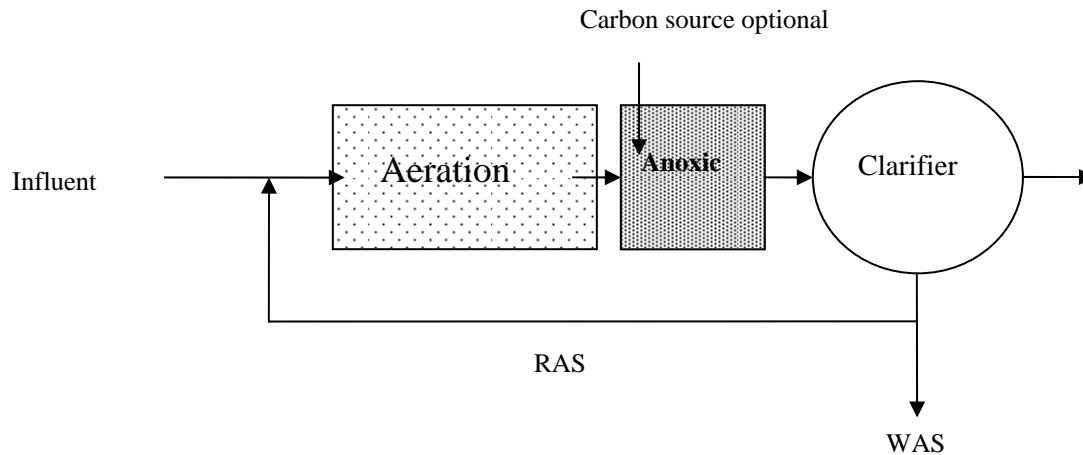 Carbon source optional
Influent
Aeration
Anoxic
Clarifier
RAS
WAS